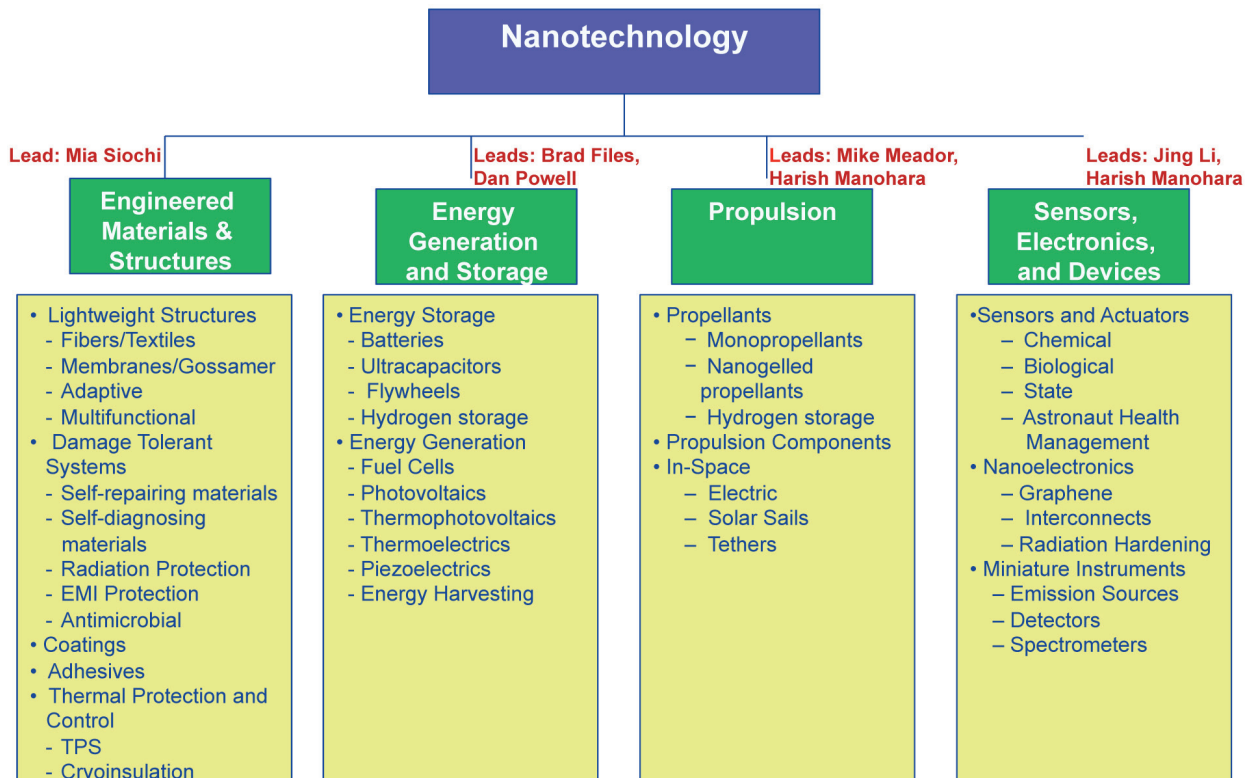 Nanotechnology
Lead: Mia Siochi
Engineered
Materials &
Structures
• Lightweight Structures
- Fibers/Textiles
- Membranes/Gossamer
- Adaptive
- Multifunctional
• Damage Tolerant
Systems
- Self-repairing materials
- Self-diagnosing
materials
- Radiation Protection
- EMI Protection
- Antimicrobial
• Coatings
• Adhesives
• Thermal Protection and
Control
- TPS
- Cryoinsulation
Leads: Brad Files,
Dan Powell
Energy
Generation
and Storage
• Energy Storage
- Batteries
- Ultracapacitors
- Flywheels
- Hydrogen storage
• Energy Generation
- Fuel Cells
- Photovoltaics
- Thermophotovoltaics
- Thermoelectrics
- Piezoelectrics
- Energy Harvesting
Leads: Mike Meador,
Harish Manohara
Propulsion
• Propellants
− Monopropellants
− Nanogelled
propellants
− Hydrogen storage
• Propulsion Components
• In-Space
– Electric
– Solar Sails
– Tethers
Leads: Jing Li,
Harish Manohara
Sensors,
Electronics,
and Devices
•Sensors and Actuators
– Chemical
– Biological
– State
– Astronaut Health
Management
• Nanoelectronics
– Graphene
– Interconnects
– Radiation Hardening
• Miniature Instruments
– Emission Sources
– Detectors
– Spectrometers